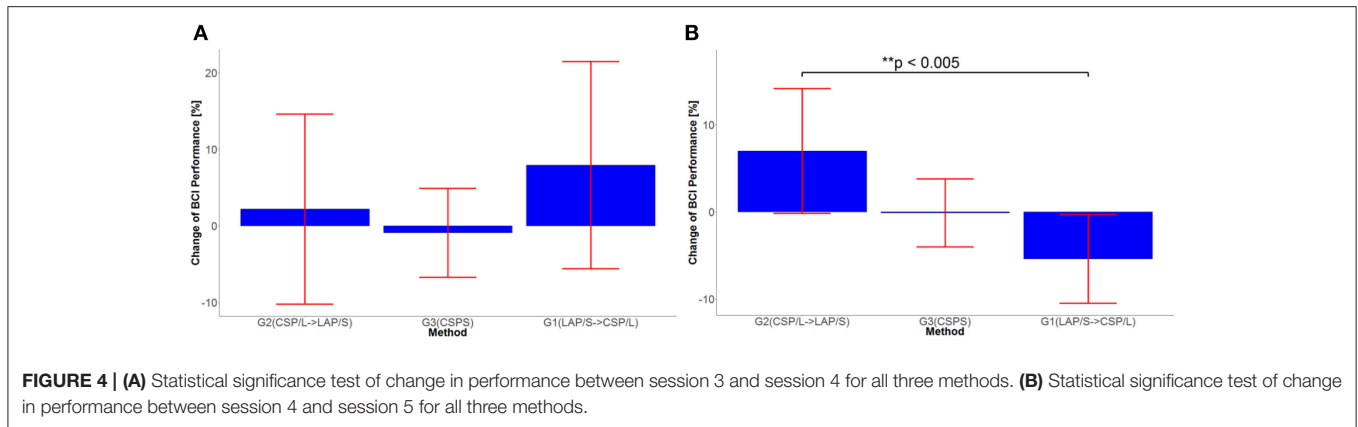 A
Change of BCI Performance [%]
20
10
0
-10
G2(CSP/L->LAP/S)
G3(CSPS)
G1(LAP/S->CSP/L)
Method
B
**p < 0.005
Change of BCI Performance [%]
10
0
-10
G2(CSP/L->LAP/S)
G3(CSPS)
G1(LAP/S->CSP/L)
Method
FIGURE 4 | (A) Statistical significance test of change in performance between session 3 and session 4 for all three methods. (B) Statistical significance test of change
in performance between session 4 and session 5 for all three methods.